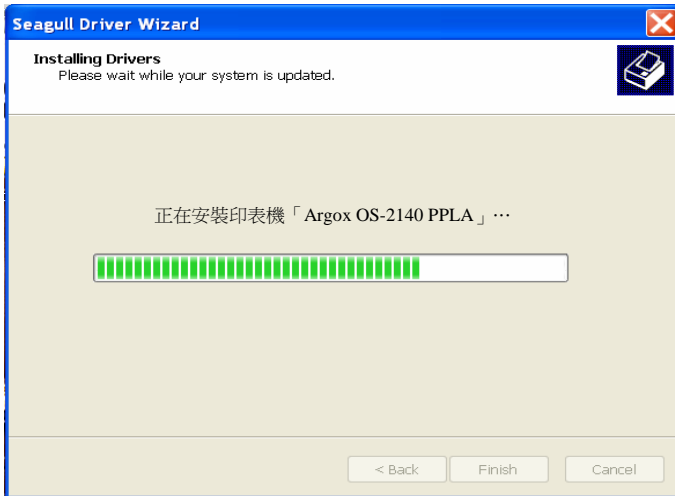 Seagull Driver Wizard
Installing Drivers
Please wait while your system is updated.
正在安裝印表機「Argox OS-2140 PPLA」…
< Back Finish Cancel